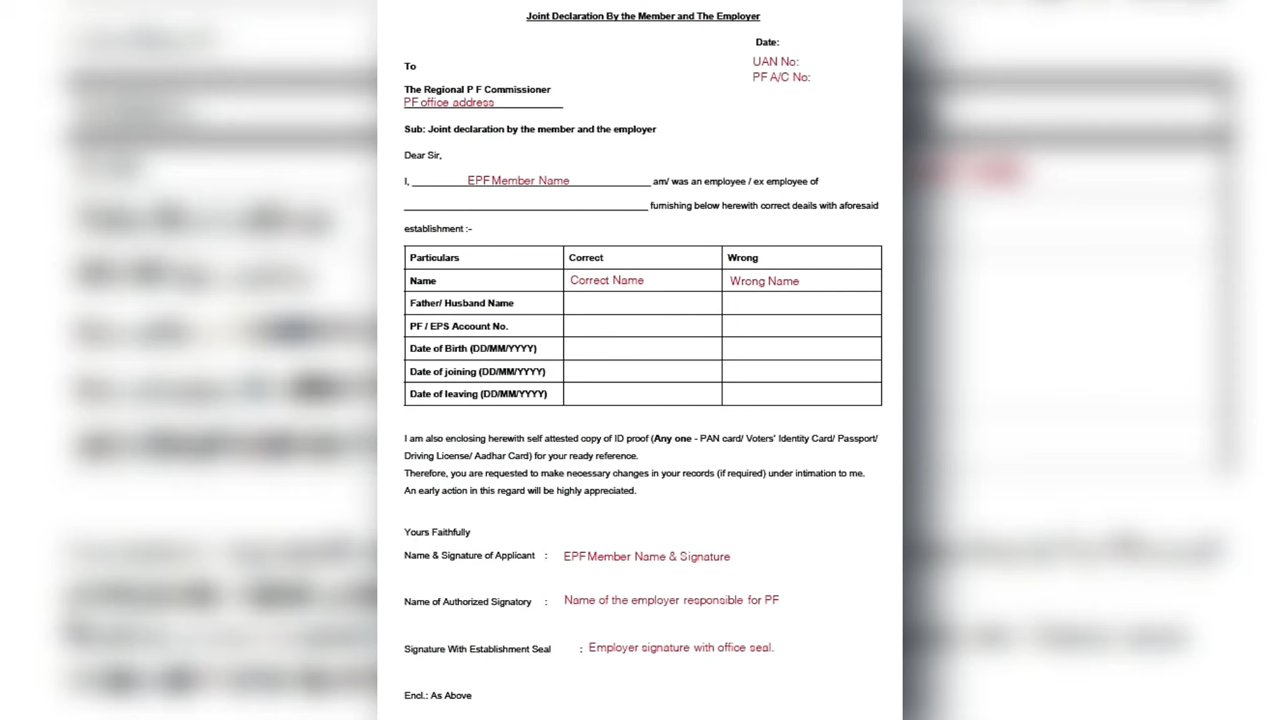 Joint Declaration By the Member and The Employer
Date:
UAN No:
PF A/C No:
To
The Regional P F Commissioner
PF office address
Sub: Joint declaration by the member and the employer
Dear Sir,
I, EPF Member Name am/ was an employee / ex employee of
furnishing below herewith correct deails with aforesaid
establishment :-
Particulars Correct Wrong
Name Correct Name Wrong Name
Father/ Husband Name
PF / EPS Account No.
Date of Birth (DD/MM/YYYY)
Date of joining (DD/MM/YYYY)
Date of leaving (DD/MM/YYYY)
I am also enclosing herewith self attested copy of ID proof (Any one - PAN card/ Voters' Identity Card/ Passport/
Driving License/ Aadhar Card) for your ready reference.
Therefore, you are requested to make necessary changes in your records (if required) under intimation to me.
An early action in this regard will be highly appreciated.
Yours Faithfully
Name & Signature of Applicant : EPF Member Name & Signature
Name of Authorized Signatory : Name of the employer responsible for PF
Signature With Establishment Seal : Employer signature with office seal.
Encl.: As Above